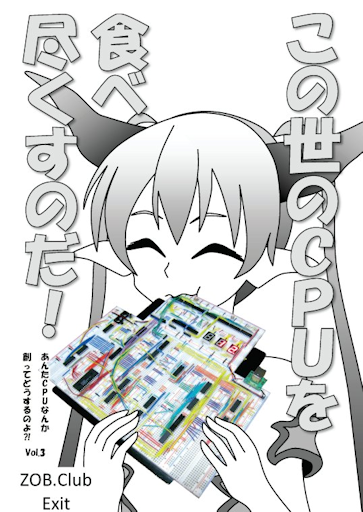 この世のCPUを
食べ
尽くすのだ!
あんたCPUなんか
創ってどうするのよ?!
Vol.3
ZOB.Club
Exit